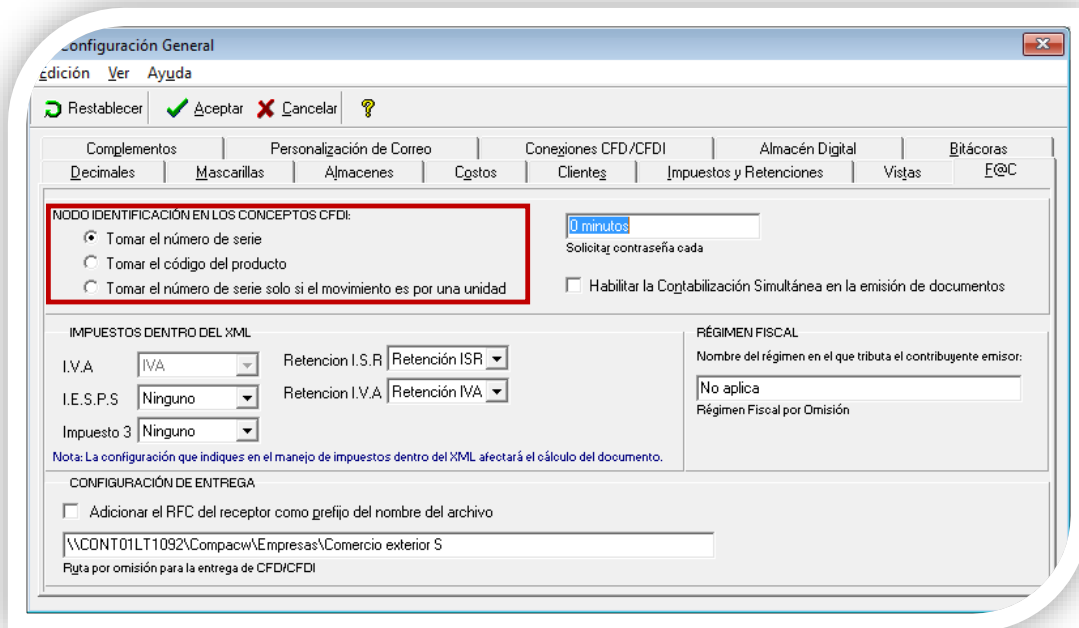 Configuración General
Edición Ver Ayuda
Restablecer Aceptar Cancelar
Complementos Personalización de Correo Conexiones CFD/CFDI Almacén Digital Bitácoras
Decimales Mascarillas Almacenes Costos Clientes Impuestos y Retenciones Vistas F@C
NODO IDENTIFICACIÓN EN LOS CONCEPTOS CFDI:
Tomar el número de serie
Tomar el código del producto
Tomar el número de serie solo si el movimiento es por una unidad
0 minutos
Solicitar contraseña cada
Habilitar la Contabilización Simultánea en la emisión de documentos
IMPUESTOS DENTRO DEL XML
I.V.A IVA Retencion I.S.R Retención ISR
I.E.S.P.S Ninguno Retencion I.V.A Retención IVA
Impuesto 3 Ninguno
Nota: La configuración que indiques en el manejo de impuestos dentro del XML afectará el cálculo del documento.
RÉGIMEN FISCAL
Nombre del régimen en el que tributa el contribuyente emisor:
No aplica
Régimen Fiscal por Omisión
CONFIGURACIÓN DE ENTREGA
Adicionar el RFC del receptor como prefijo del nombre del archivo
\\CONT01LT1092\Compacw\Empresas\Comercio exterior S
Ruta por omisión para la entrega de CFD/CFDI